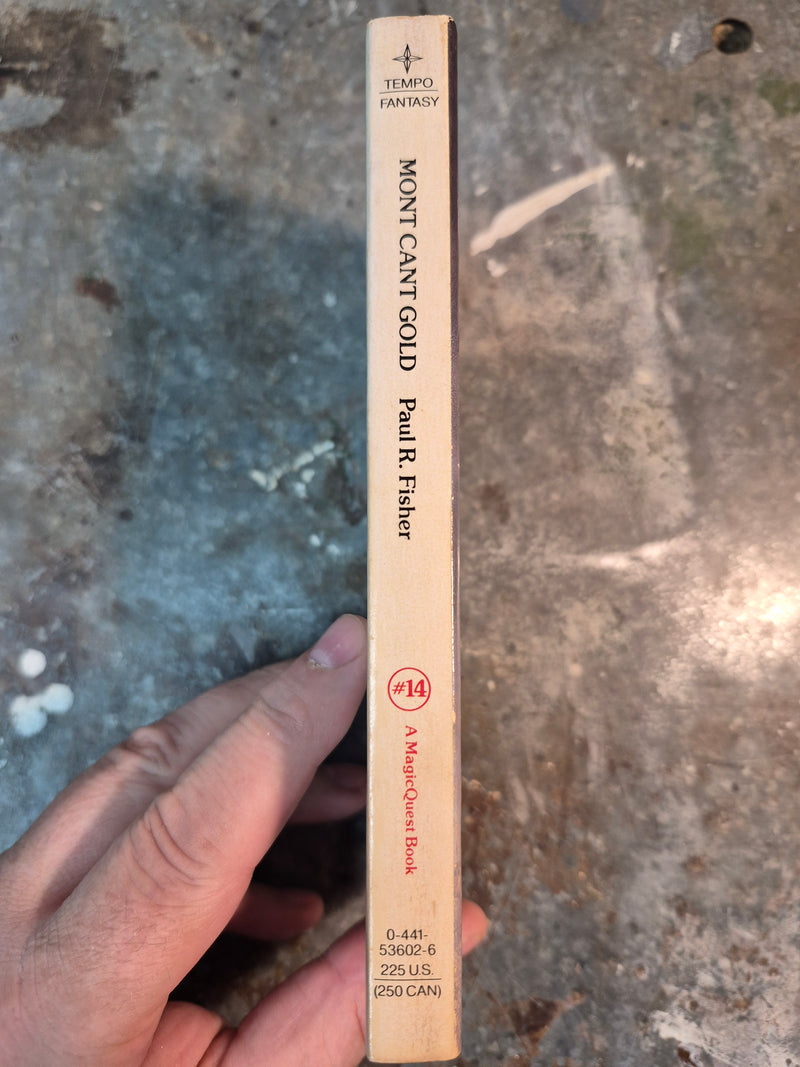 TEMPO
FANTASY
MONT CANT GOLD Paul R. Fisher
#14
A MagicQuest Book
0-441-
53602-6
225 U.S.
(250 CAN)